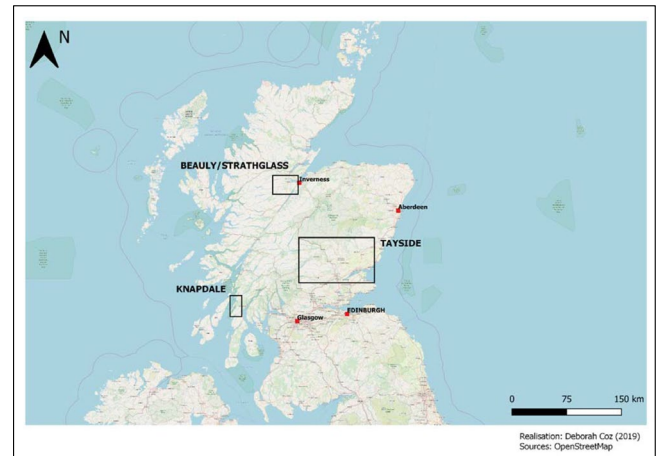 N
BEAULY/STRATHGLASS
Inverness
Aberdeen
TAYSIDE
KNAPDALE
Glasgow
EDINBURGH
0 75 150 km
Realisation: Deborah Coz (2019)
Sources: OpenStreetMap